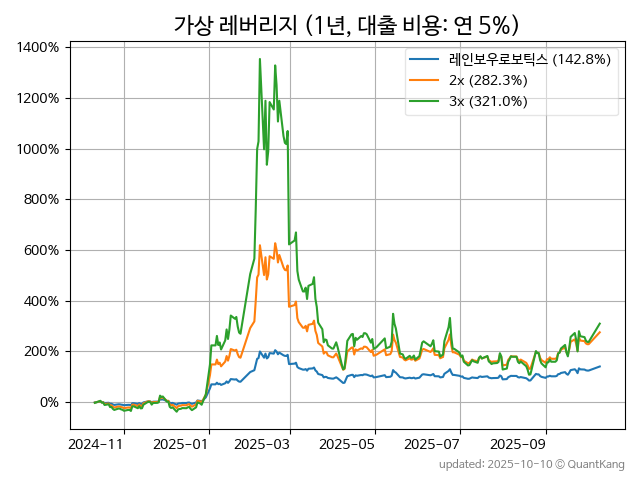 가상 레버리지 (1년, 대출 비용: 연 5%)
1400%
1200%
1000%
800%
600%
400%
200%
0%
레인보우로보틱스 (142.8%)
2x (282.3%)
3x (321.0%)
2024-11
2025-01
2025-03
2025-05
2025-07
2025-09
updated: 2025-10-10 © QuantKang